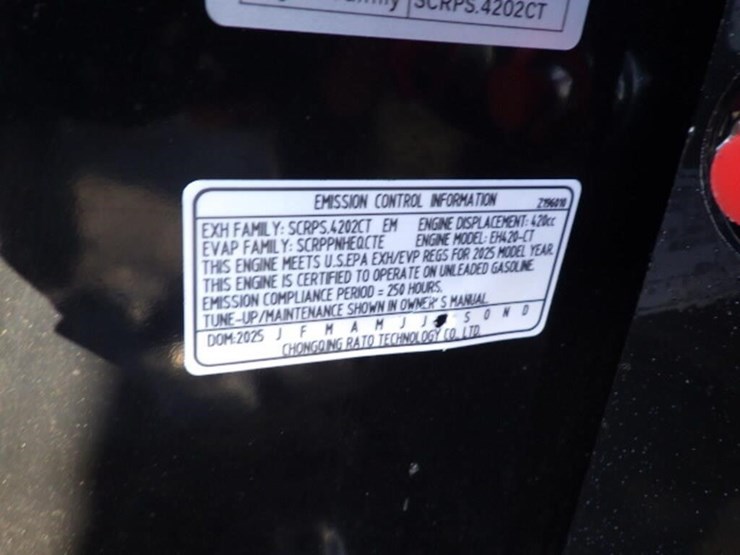 SCRPS.4202CT
EMISSION CONTROL INFORMATION
EXH FAMILY: SCRPS.4202CT EM ENGINE DISPLACEMENT: 420cc
EVAP FAMILY: SCRPPNHEQCTE ENGINE MODEL: EH420-CT
THIS ENGINE MEETS U.S.EPA EXH/EVP REGS FOR 2025 MODEL YEAR.
THIS ENGINE IS CERTIFIED TO OPERATE ON UNLEADED GASOLINE.
EMISSION COMPLIANCE PERIOD = 250 HOURS.
TUNE-UP/MAINTENANCE SHOWN IN OWNER'S MANUAL
DOM:2025 J F M A M J J S O N D
CHONGQING RATO TECHNOLOGY CO., LTD.